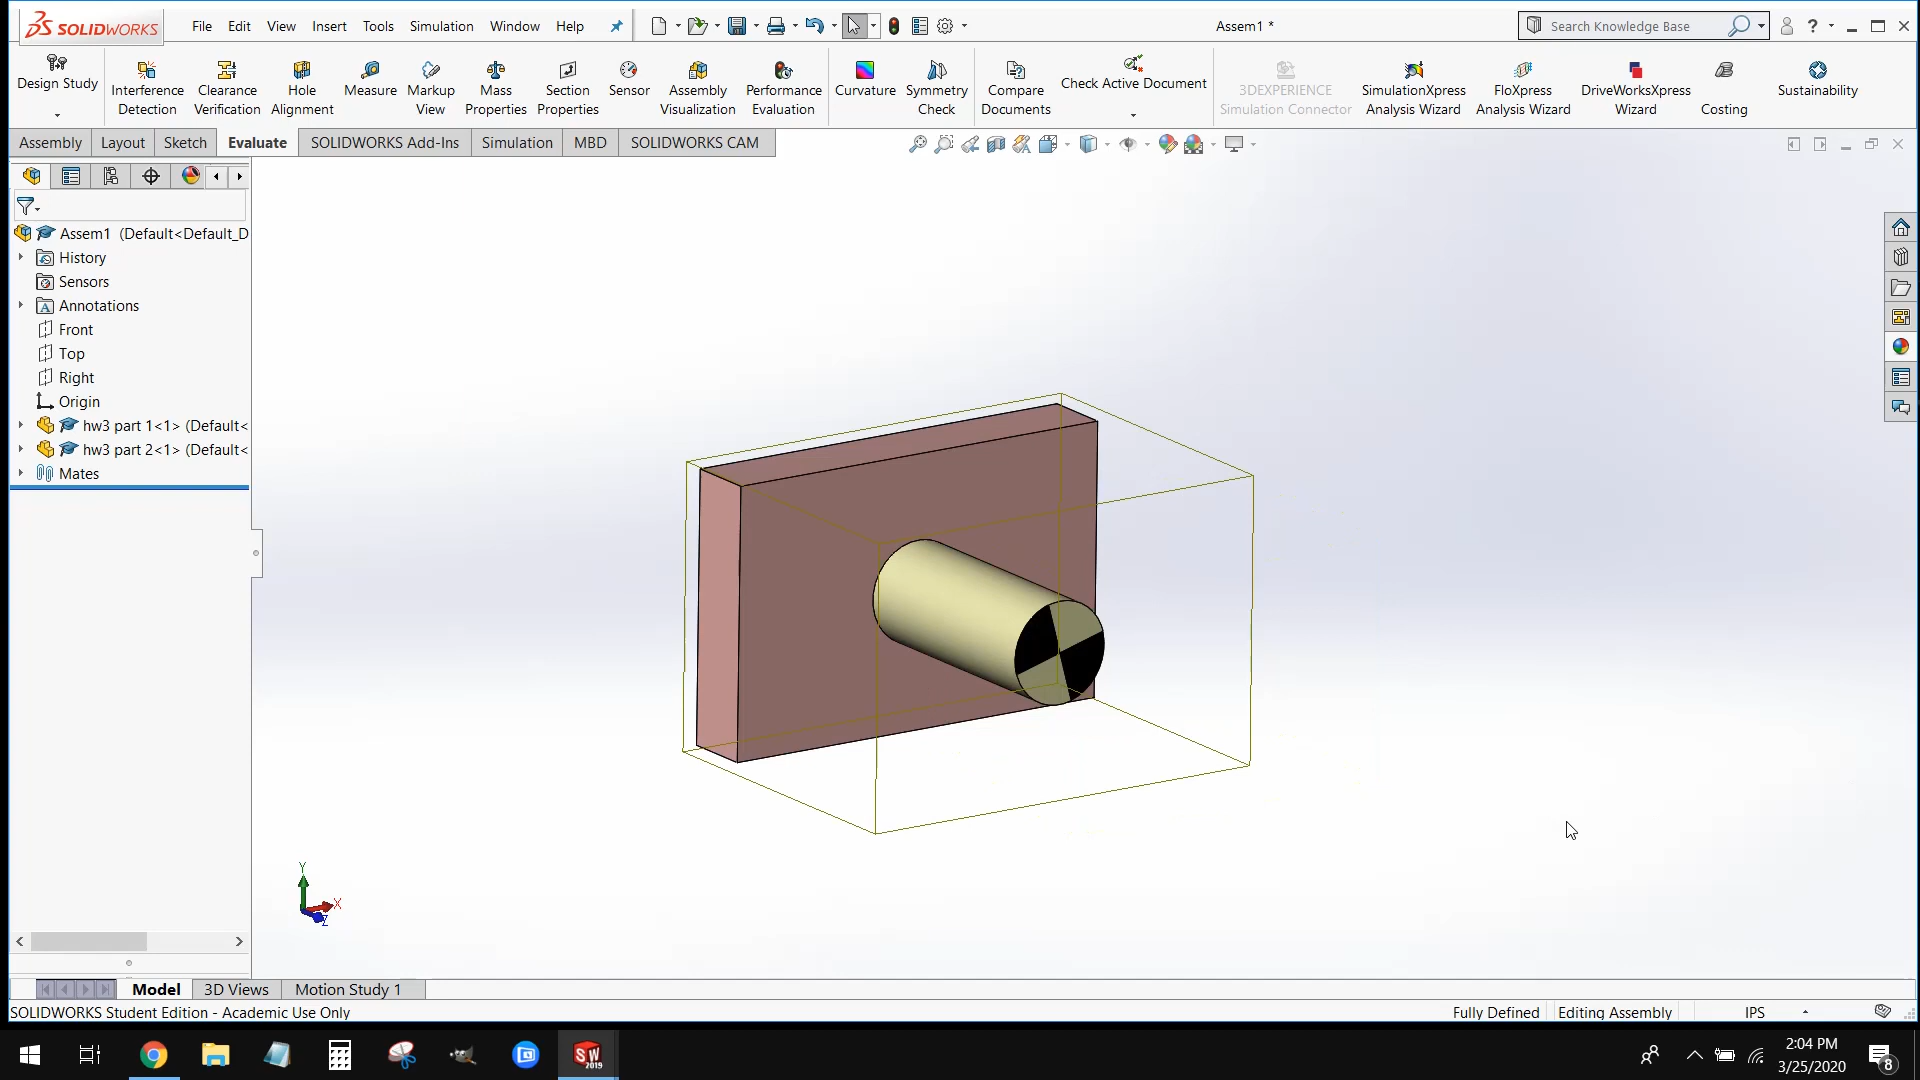 SOLIDWORKS File Edit View Insert Tools Simulation Window Help Assem1 * Search Knowledge Base ?
Design Study
Interference Detection
Clearance Verification
Hole Alignment
Measure
Markup View
Mass Properties
Section Properties
Sensor
Assembly Visualization
Performance Evaluation
Curvature
Symmetry Check
Compare Documents
Check Active Document
3DEXPERIENCE Simulation Connector
SimulationXpress Analysis Wizard
FloXpress Analysis Wizard
DriveWorksXpress Wizard
Costing
Sustainability
Assembly Layout Sketch Evaluate SOLIDWORKS Add-Ins Simulation MBD SOLIDWORKS CAM
Assem1 (Default<Default_D
History
Sensors
A Annotations
Front
Top
Right
Origin
hw3 part 1<1> (Default<
hw3 part 2<1> (Default<
Mates
Y
X
Z
Model 3D Views Motion Study 1
SOLIDWORKS Student Edition - Academic Use Only Fully Defined Editing Assembly IPS
SW 2019
2:04 PM
3/25/2020
8